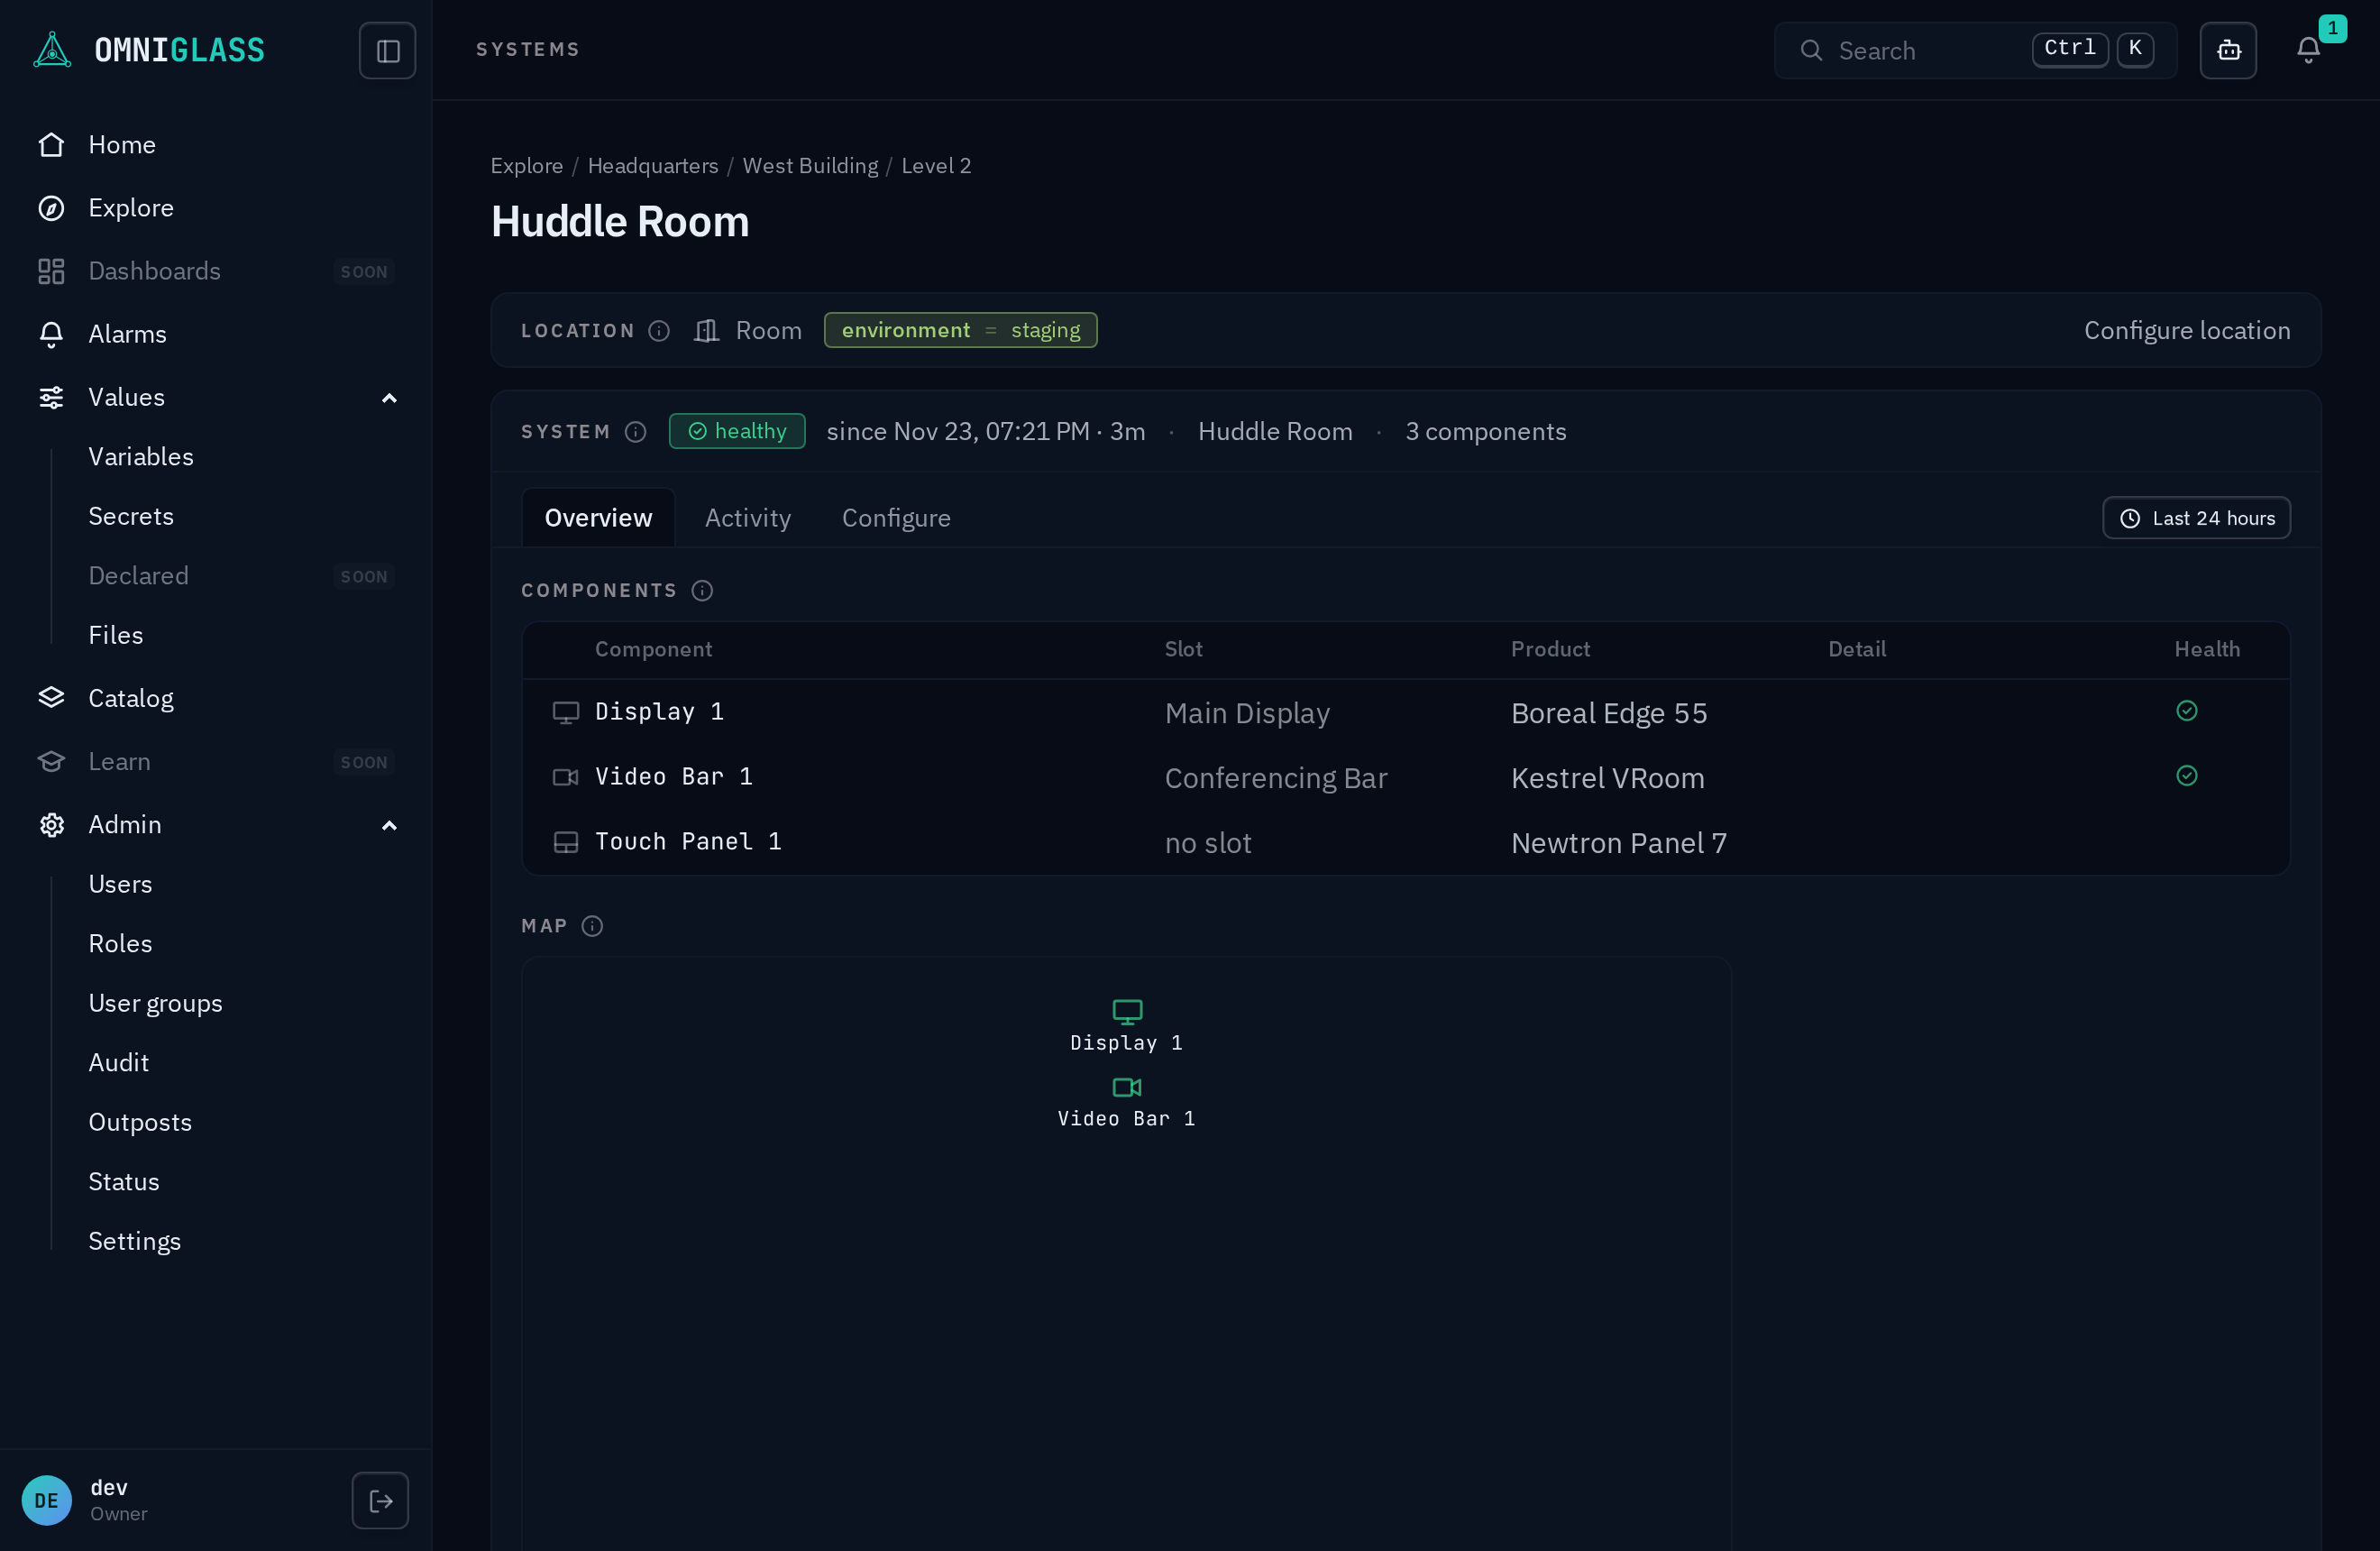 OMNIGLASS
SYSTEMS
Search
Ctrl
K
1
Home
Explore
Dashboards
SOON
Alarms
Values
Variables
Secrets
Declared
SOON
Files
Catalog
Learn
SOON
Admin
Users
Roles
User groups
Audit
Outposts
Status
Settings
DE
dev
Owner
Explore / Headquarters / West Building / Level 2
Huddle Room
LOCATION Room environment = staging Configure location
SYSTEM healthy since Nov 23, 07:21 PM · 3m · Huddle Room · 3 components
Overview Activity Configure Last 24 hours
COMPONENTS
Component Slot Product Detail Health
Display 1 Main Display Boreal Edge 55
Video Bar 1 Conferencing Bar Kestrel VRoom
Touch Panel 1 no slot Newtron Panel 7
MAP
Display 1
Video Bar 1